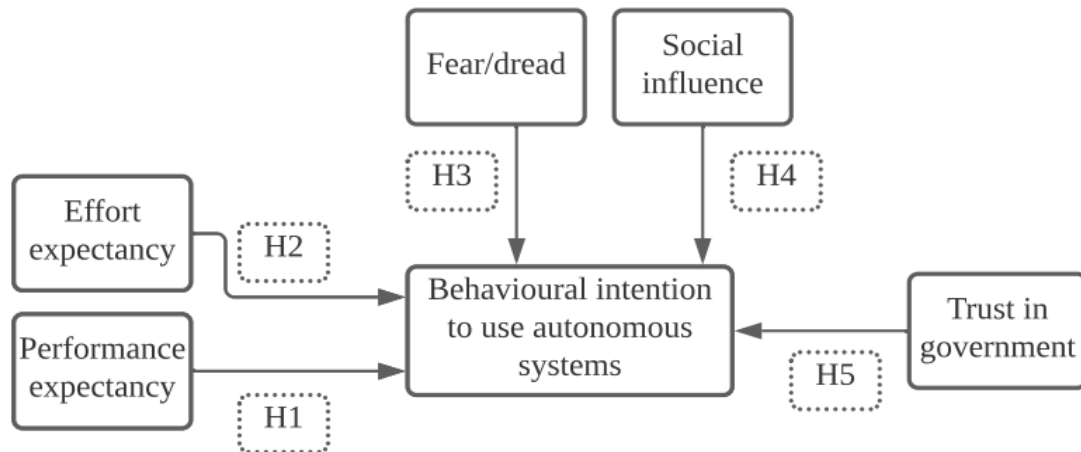 Fear/dread
Social
influence
H3
H4
Effort
expectancy
H2
Behavioural intention
to use autonomous
systems
Trust in
government
Performance
expectancy
H5
H1